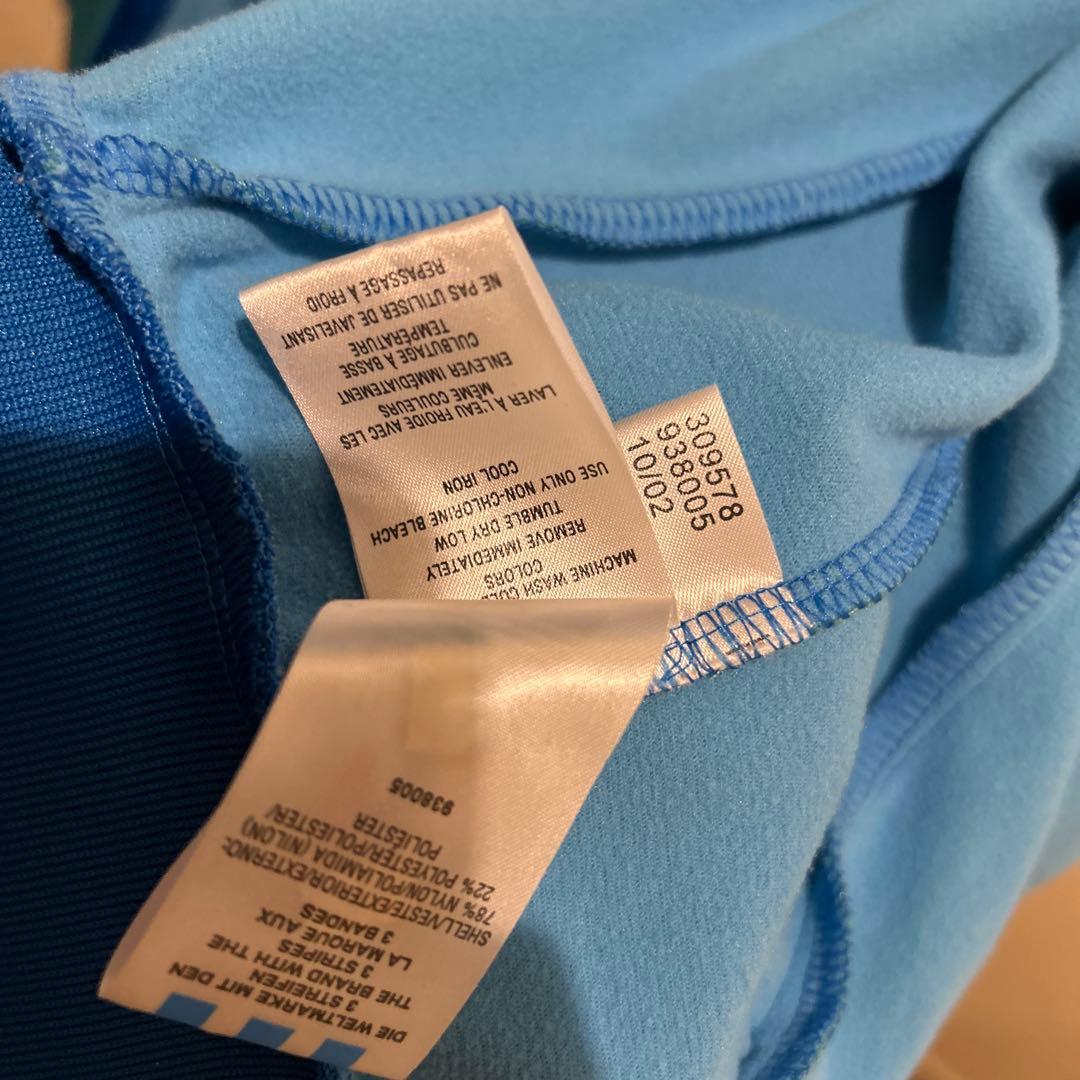 309578
938005
10/02
MACHINE WASH
COLORS
REMOVE IMMEDIATELY
TUMBLE DRY LOW
USE ONLY NON-CHLORINE BLEACH
COOL IRON
LAVER À L'EAU FROIDE AVEC LES
MÊME COULEURS
ENLEVER IMMÉDIATEMENT
CULBUTAGE À BASSE
TEMPÉRATURE
NE PAS UTILISER DE JAVELISANT
REPASSAGE À FROID
DIE WELTMARKE MIT DEN
3 STREIFEN
THE BRAND WITH THE
3 STRIPES
LA MARQUE AUX
3 BANDES
SHELL/VESTE/EXTERIOR/EXTERNO:
78% NYLON/POLIAMIDA (NILON)
22% POLYESTER/POLIESTER/
POLIESTER
938005